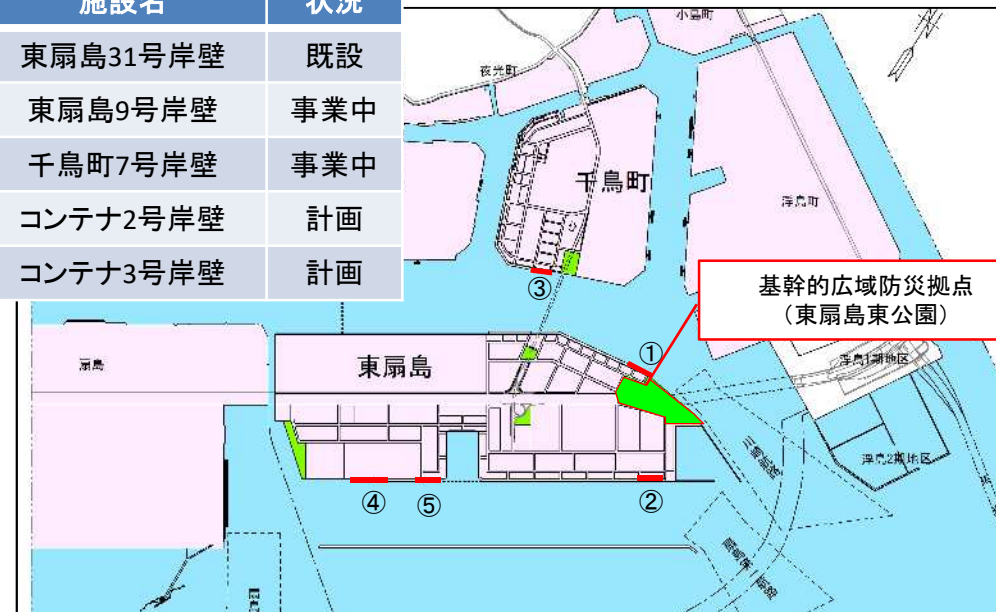 施設名 状況
東扇島31号岸壁 既設
東扇島9号岸壁 事業中
千鳥町7号岸壁 事業中
コンテナ2号岸壁 計画
コンテナ3号岸壁 計画
小島町
夜光町
千鳥町
浮島町
③
基幹的広域防災拠点
（東扇島東公園）
扇島
東扇島
①
浮島1期地区
川崎航路
浮島2期地区
④
⑤
②